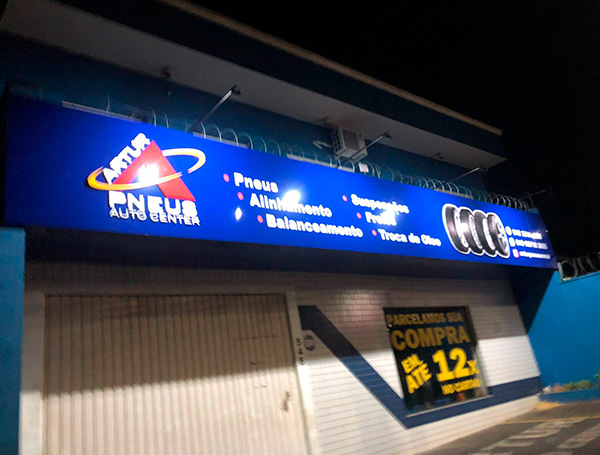 ARTUR
PNEUS
AUTO CENTER
• Pneus
• Alinhamento
• Balanceamento
• Suspensões
• Freios
• Troca de Óleo
PARCELAMOS SUA
COMPRA
EM
ATÉ
12x
NO CARTÃO